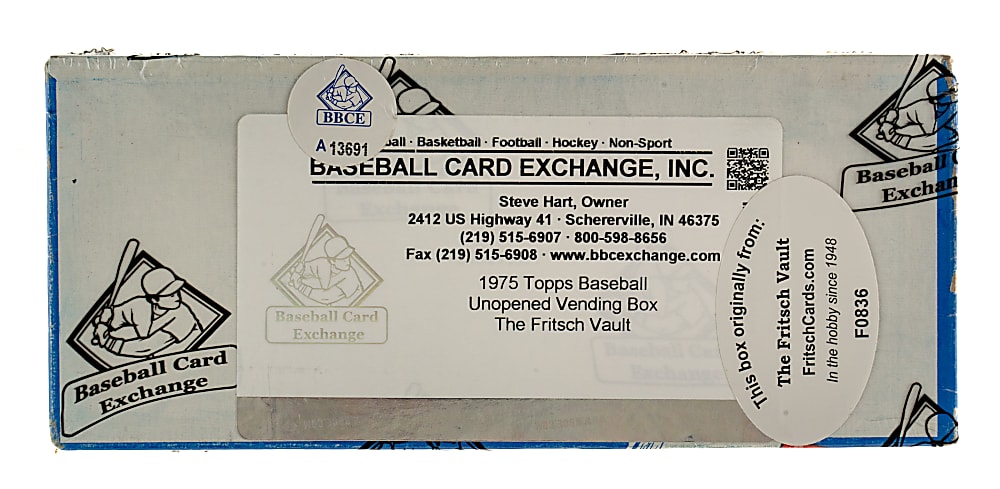 BBCE
A 13691
ball · Basketball · Football · Hockey · Non-Sport
BASEBALL CARD EXCHANGE, INC.
Steve Hart, Owner
2412 US Highway 41 · Schererville, IN 46375
(219) 515-6907 · 800-598-8656
Fax (219) 515-6908 · www.bbcexchange.com
1975 Topps Baseball
Unopened Vending Box
The Fritsch Vault
Baseball Card
Exchange
Baseball Card
Exchange
Baseball C
Exchan
This box originally from:
The Fritsch Vault
FritschCards.com
In the hobby since 1948
F0836